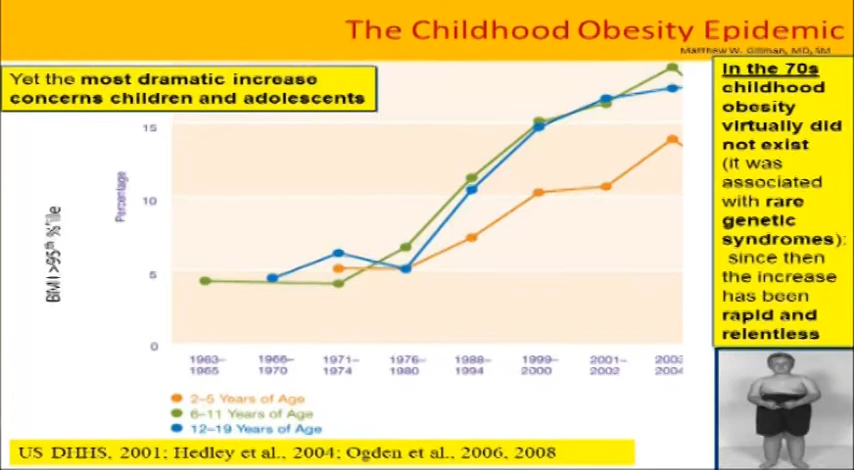 The Childhood Obesity Epidemic
Matthew W. Gillman, MD, SM
Yet the most dramatic increase
concerns children and adolescents
In the 70s
childhood
obesity
virtually did
not exist
(it was
associated
with rare
genetic
syndromes):
since then
the increase
has been
rapid and
relentless
BMI >95th %'ile
Percentage
15
10
5
0
1963–
1965
1966–
1970
1971–
1974
1976–
1980
1988–
1994
1999–
2000
2001–
2002
2003
2004
2–5 Years of Age
6–11 Years of Age
12–19 Years of Age
US DHHS, 2001; Hedley et al., 2004; Ogden et al., 2006, 2008